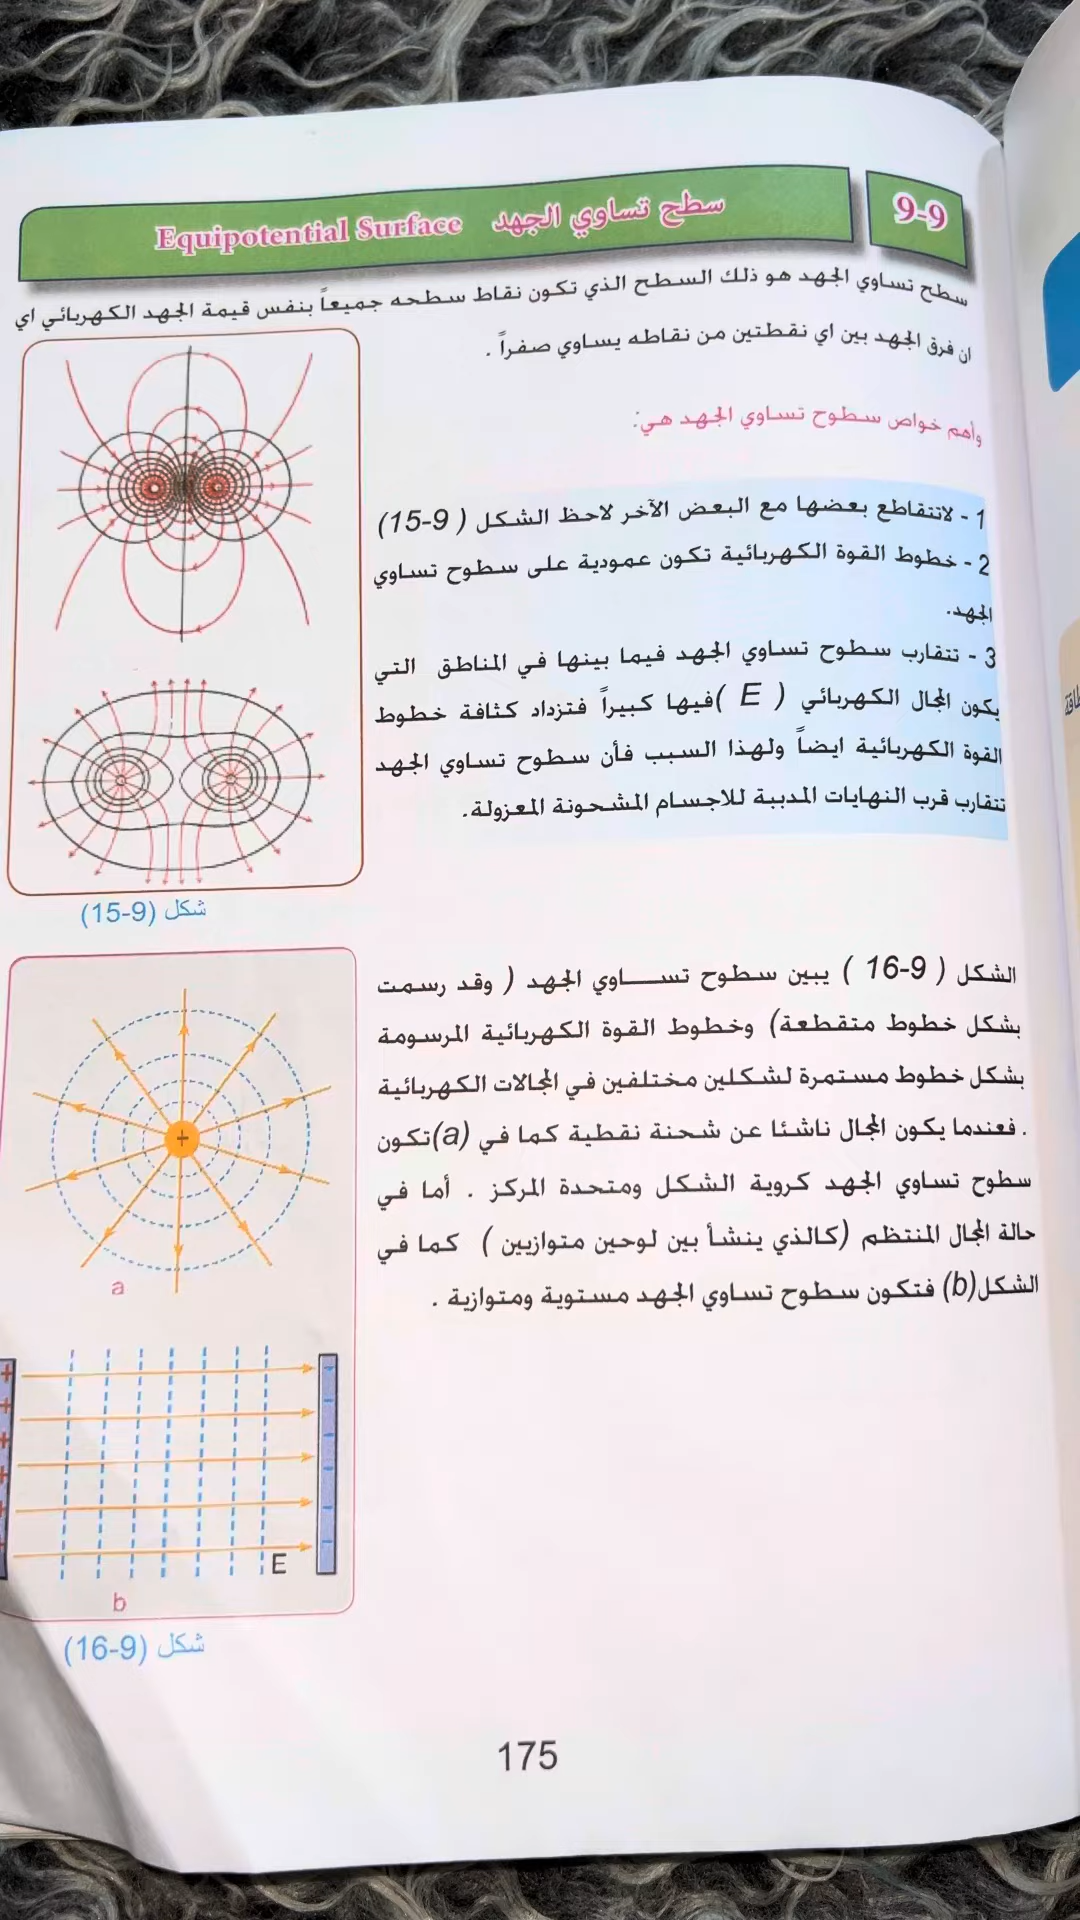 9-9
سطح تساوي الجهد Equipotential Surface
سطح تساوي الجهد هو ذلك السطح الذي تكون نقاط سطحه جميعاً بنفس قيمة الجهد الكهربائي اي
ان فرق الجهد بين اي نقطتين من نقاطه يساوي صفراً .
وأهم خواص سطوح تساوي الجهد هي:
1 - لاتتقاطع بعضها مع البعض الآخر لاحظ الشكل ( 9-15)
2 - خطوط القوة الكهربائية تكون عمودية على سطوح تساوي
الجهد.
3 - تتقارب سطوح تساوي الجهد فيما بينها في المناطق التي
يكون المجال الكهربائي ( E )فيها كبيراً فتزداد كثافة خطوط
القوة الكهربائية ايضاً ولهذا السبب فأن سطوح تساوي الجهد
تتقارب قرب النهايات المدببة للاجسام المشحونة المعزولة.
شكل (9-15)
الشكل ( 9-16 ) يبين سطوح تساوي الجهد ( وقد رسمت
بشكل خطوط متقطعة) وخطوط القوة الكهربائية المرسومة
بشكل خطوط مستمرة لشكلين مختلفين في المجالات الكهربائية
. فعندما يكون المجال ناشئا عن شحنة نقطية كما في (a)تكون
سطوح تساوي الجهد كروية الشكل ومتحدة المركز . أما في
حالة المجال المنتظم (كالذي ينشأ بين لوحين متوازيين ) كما في
الشكل(b) فتكون سطوح تساوي الجهد مستوية ومتوازية .
+
a
+
+
+
+
+
-
-
-
-
-
E
b
شكل (9-16)
175